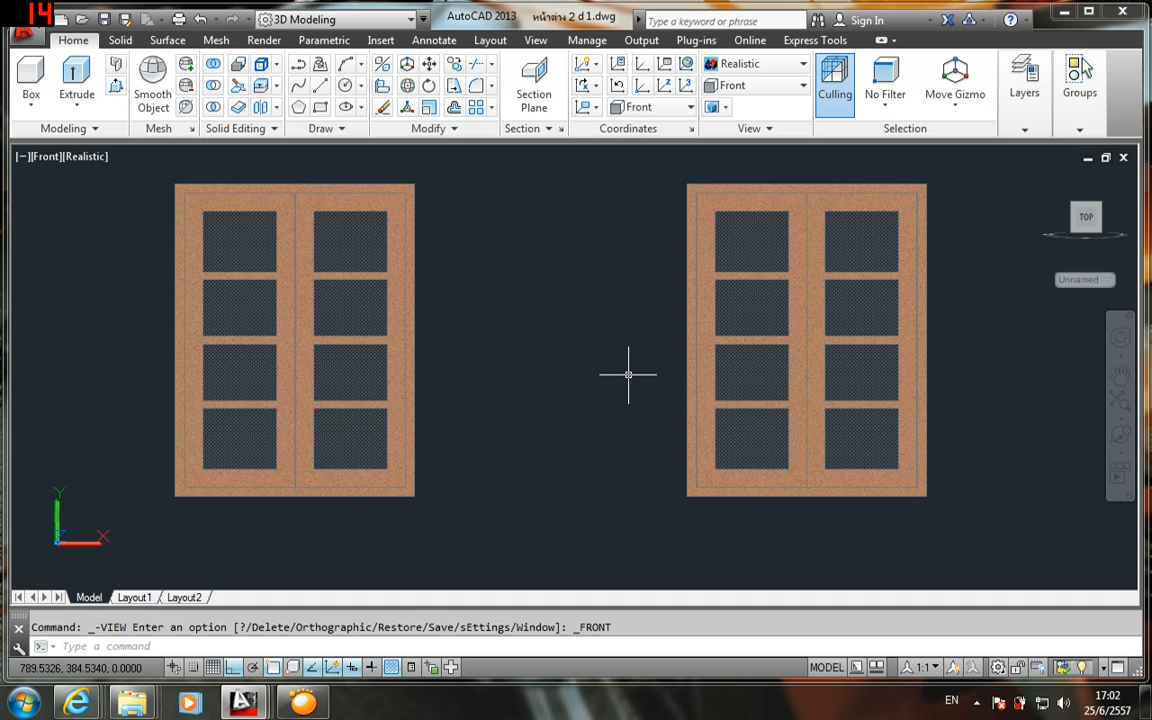 14
3D Modeling
AutoCAD 2013 หน้าต่าง 2 d 1.dwg
Type a keyword or phrase
Sign In
Home Solid Surface Mesh Render Parametric Insert Annotate Layout View Manage Output Plug-ins Online Express Tools
Box
Extrude
Smooth Object
Section Plane
Realistic
Front
Front
Culling
No Filter
Move Gizmo
Layers
Groups
Modeling Mesh Solid Editing Draw Modify Section Coordinates View Selection
[−][Front][Realistic]
TOP
Unnamed
Y
X
Model Layout1 Layout2
Command: _-VIEW Enter an option [?/Delete/Orthographic/Restore/Save/sEttings/Window]: _FRONT
Type a command
789.5326, 384.5340, 0.0000
MODEL
1:1
EN
17:02
25/6/2557